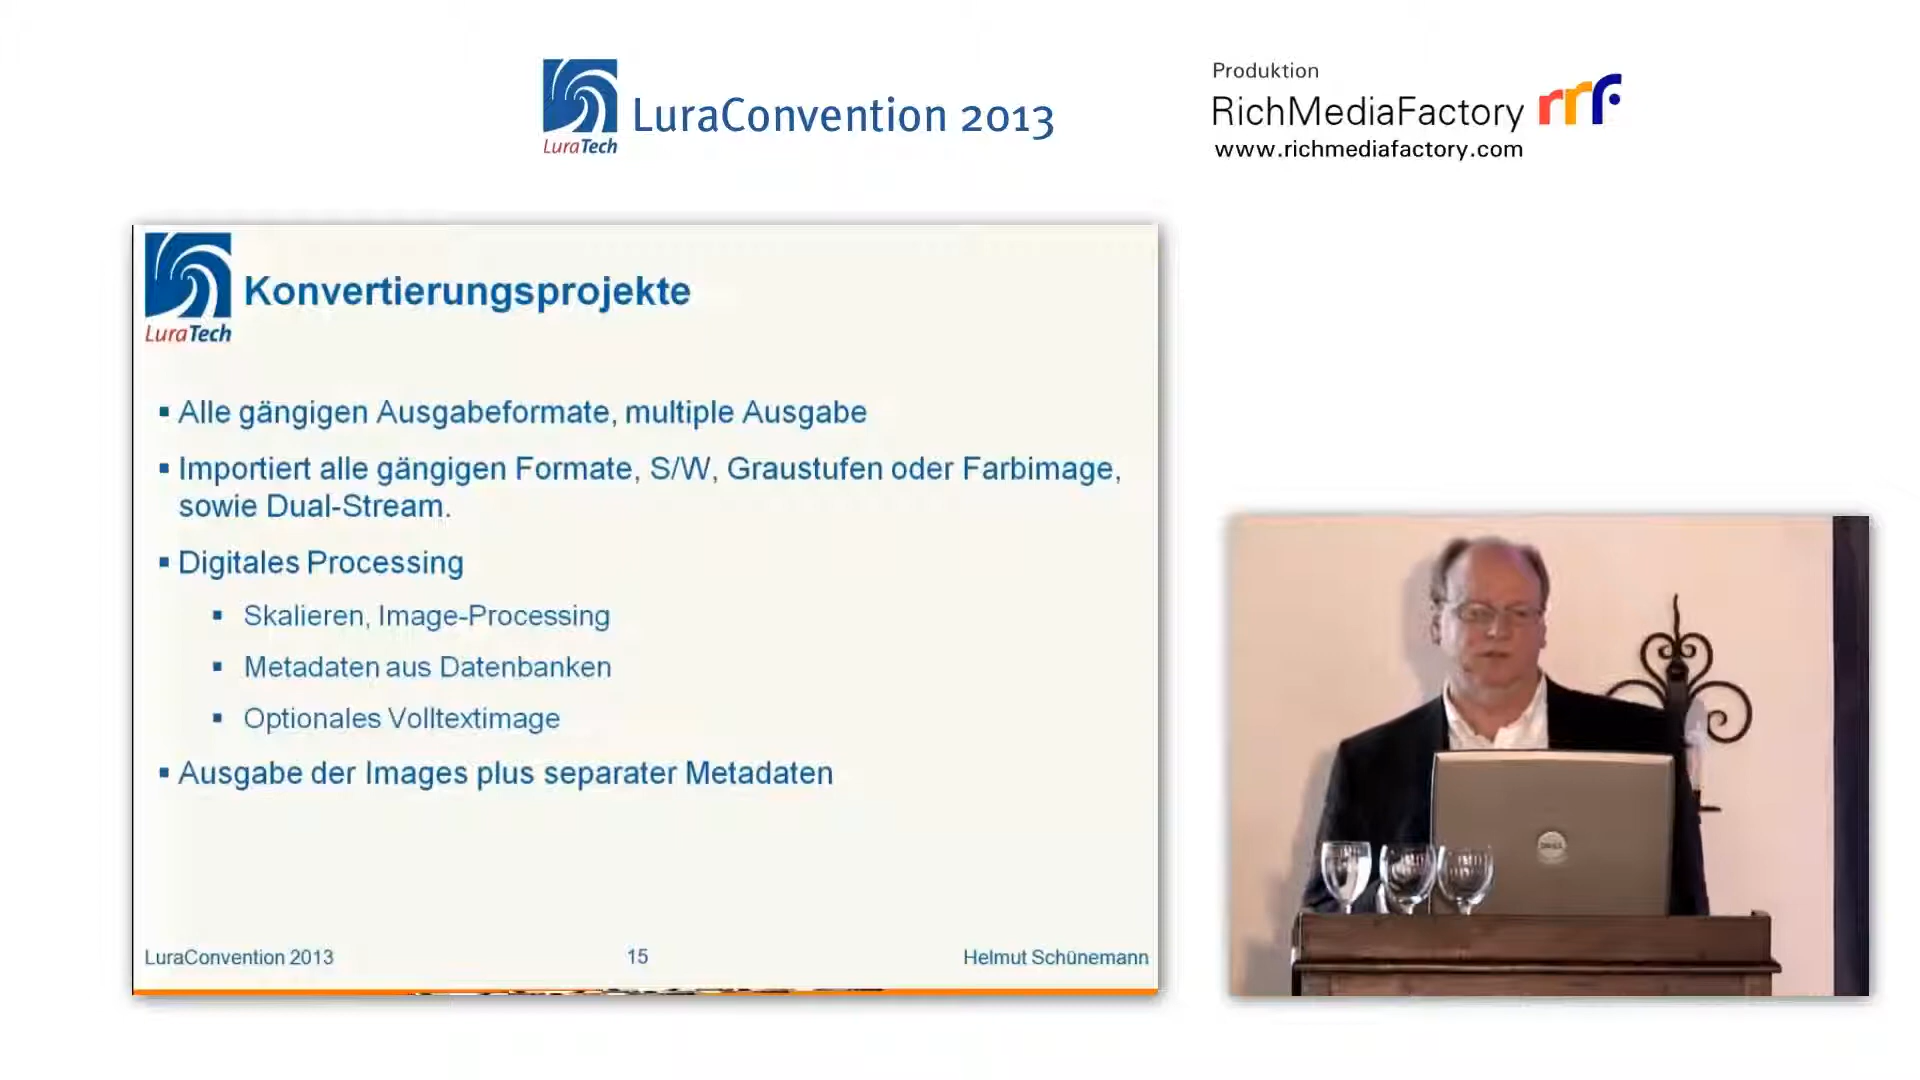 LuraTech
LuraConvention 2013
Produktion
RichMediaFactory rmf
www.richmediafactory.com
LuraTech
Konvertierungsprojekte
▪ Alle gängigen Ausgabeformate, multiple Ausgabe
▪ Importiert alle gängigen Formate, S/W, Graustufen oder Farbimage,
sowie Dual-Stream.
▪ Digitales Processing
▪ Skalieren, Image-Processing
▪ Metadaten aus Datenbanken
▪ Optionales Volltextimage
▪ Ausgabe der Images plus separater Metadaten
LuraConvention 2013
15
Helmut Schünemann
DELL